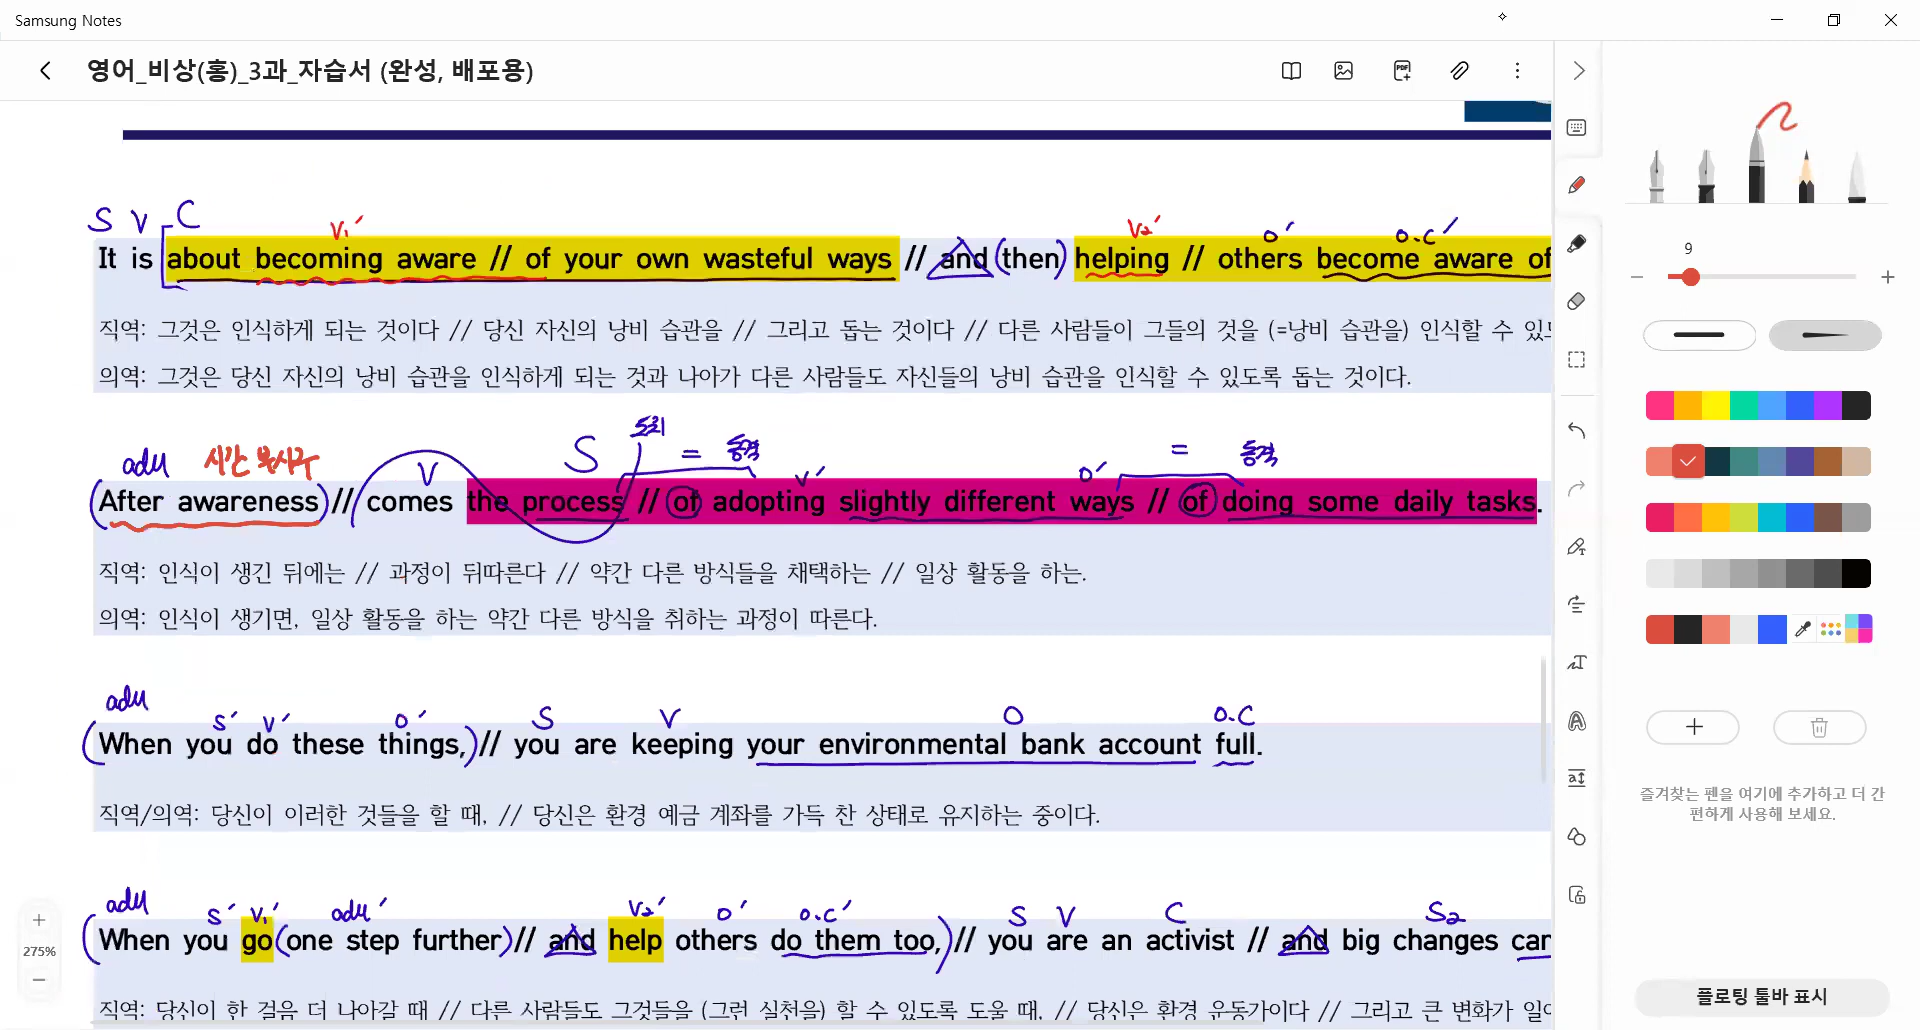 Samsung Notes
영어_비상(홍)_3과_자습서 (완성, 배포용)
S V C V₁′ V₂′ O′ O.C′
It is about becoming aware // of your own wasteful ways // and (then) helping // others become aware of
직역: 그것은 인식하게 되는 것이다 // 당신 자신의 낭비 습관을 // 그리고 돕는 것이다 // 다른 사람들이 그들의 것을 (=낭비 습관을) 인식할 수 있도
의역: 그것은 당신 자신의 낭비 습관을 인식하게 되는 것과 나아가 다른 사람들도 자신들의 낭비 습관을 인식할 수 있도록 돕는 것이다.
adv 시간 부사구 V S 도치 = 동격 V′ O′ = 동격
(After awareness) // comes the process // of adopting slightly different ways // of doing some daily tasks.
직역: 인식이 생긴 뒤에는 // 과정이 뒤따른다 // 약간 다른 방식들을 채택하는 // 일상 활동을 하는.
의역: 인식이 생기면, 일상 활동을 하는 약간 다른 방식을 취하는 과정이 따른다.
adv S′ V′ O′ S V O O.C
(When you do these things,) // you are keeping your environmental bank account full.
직역/의역: 당신이 이러한 것들을 할 때, // 당신은 환경 예금 계좌를 가득 찬 상태로 유지하는 중이다.
adv S′ V₁′ adv′ V₂′ O′ O.C′ S V C S₂
(When you go (one step further) // and help others do them too,) // you are an activist // and big changes can
직역: 당신이 한 걸음 더 나아갈 때 // 다른 사람들도 그것들을 (그런 실천을) 할 수 있도록 도울 때, // 당신은 환경 운동가이다 // 그리고 큰 변화가 일어
275%
9
즐겨찾는 펜을 여기에 추가하고 더 간
편하게 사용해 보세요.
플로팅 툴바 표시